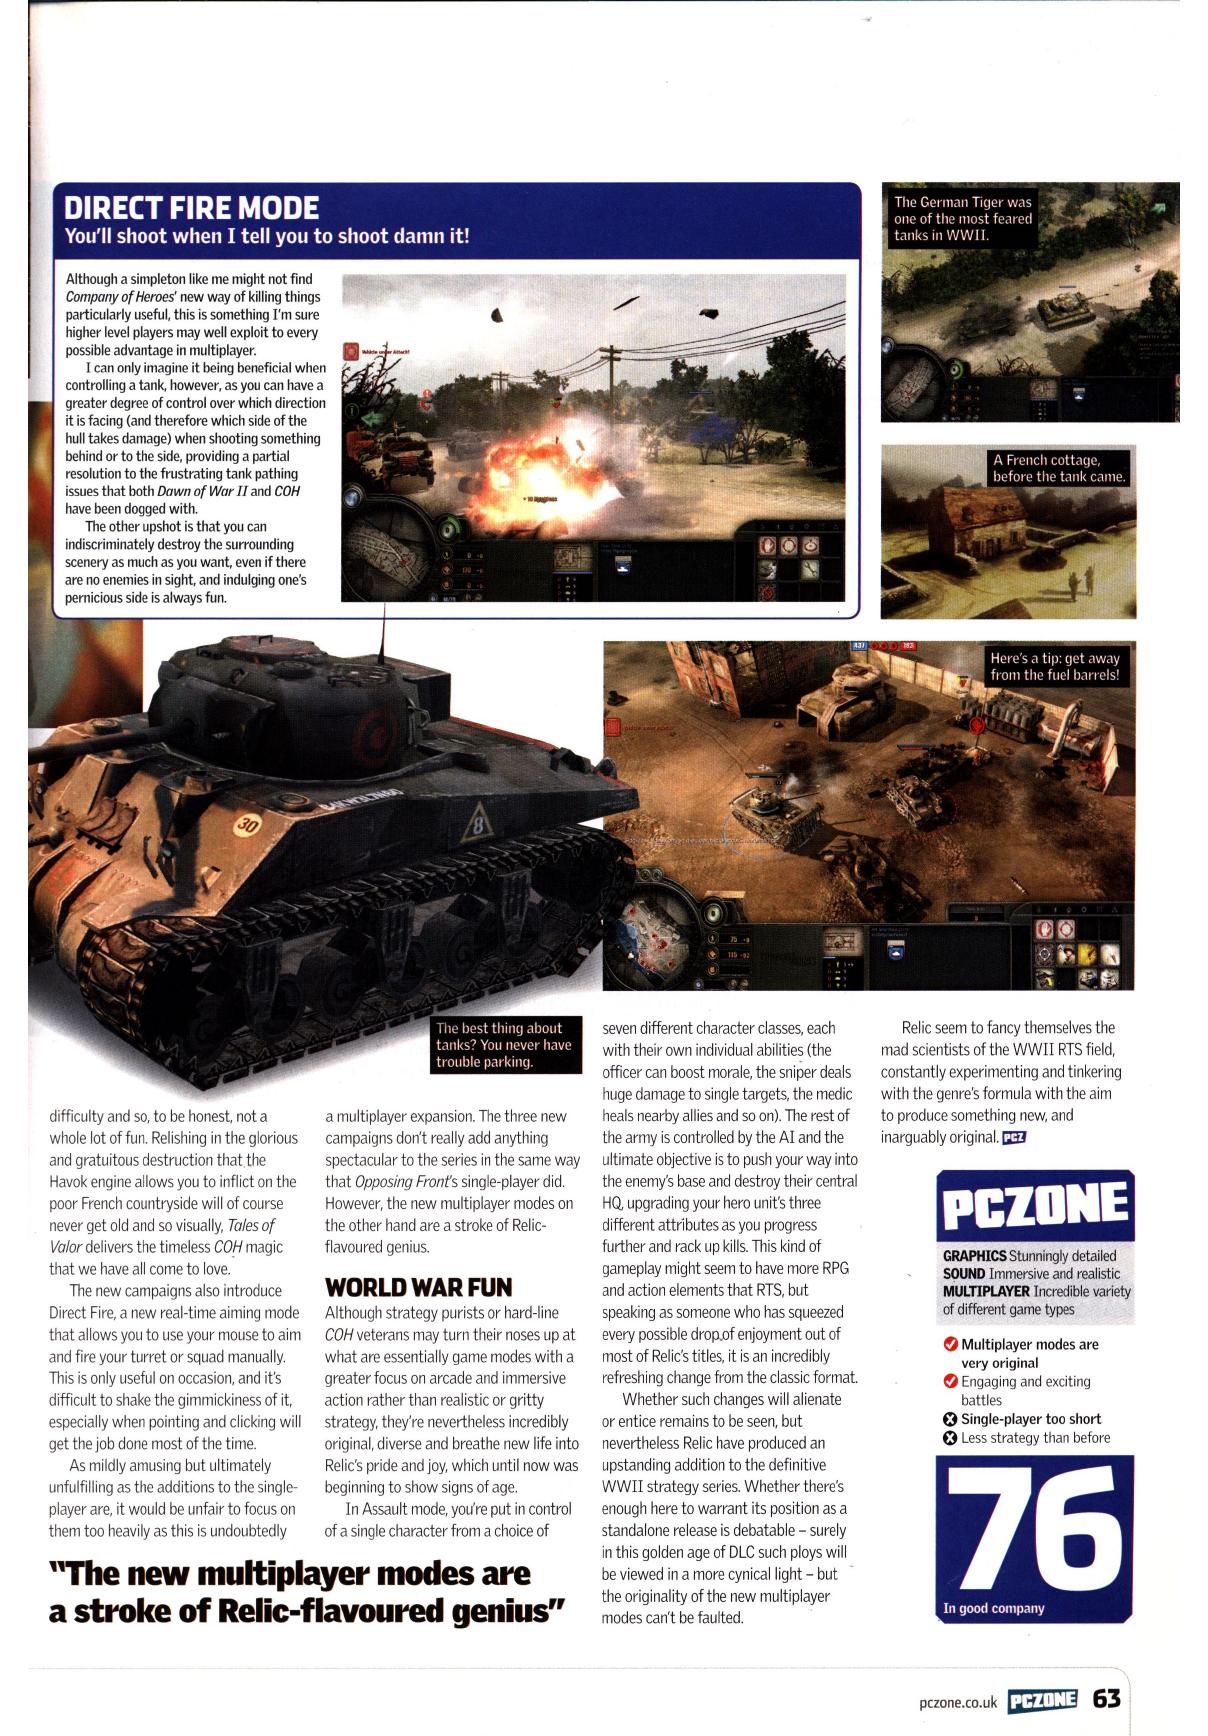 DIRECT FIRE MODE
You'll shoot when I tell you to shoot damn it!
Although a simpleton like me might not find
Company of Heroes' new way of killing things
particularly useful, this is something I'm sure
higher level players may well exploit to every
possible advantage in multiplayer.
I can only imagine it being beneficial when
controlling a tank, however, as you can have a
greater degree of control over which direction
it is facing (and therefore which side of the
hull takes damage) when shooting something
behind or to the side, providing a partial
resolution to the frustrating tank pathing
issues that both Dawn of War II and COH
have been dogged with.
The other upshot is that you can
indiscriminately destroy the surrounding
scenery as much as you want, even if there
are no enemies in sight, and indulging one's
pernicious side is always fun.
Vehicle under Attack!
The German Tiger was
one of the most feared
tanks in WWII.
A French cottage,
before the tank came.
437
183
Here's a tip: get away
from the fuel barrels!
75
115
30
8
The best thing about
tanks? You never have
trouble parking.
difficulty and so, to be honest, not a
whole lot of fun. Relishing in the glorious
and gratuitous destruction that the
Havok engine allows you to inflict on the
poor French countryside will of course
never get old and so visually, Tales of
Valor delivers the timeless COH magic
that we have all come to love.
The new campaigns also introduce
Direct Fire, a new real-time aiming mode
that allows you to use your mouse to aim
and fire your turret or squad manually.
This is only useful on occasion, and it's
difficult to shake the gimmickiness of it,
especially when pointing and clicking will
get the job done most of the time.
As mildly amusing but ultimately
unfulfilling as the additions to the single-
player are, it would be unfair to focus on
them too heavily as this is undoubtedly
a multiplayer expansion. The three new
campaigns don't really add anything
spectacular to the series in the same way
that Opposing Front's single-player did.
However, the new multiplayer modes on
the other hand are a stroke of Relic-
flavoured genius.
WORLD WAR FUN
Although strategy purists or hard-line
COH veterans may turn their noses up at
what are essentially game modes with a
greater focus on arcade and immersive
action rather than realistic or gritty
strategy, they're nevertheless incredibly
original, diverse and breathe new life into
Relic's pride and joy, which until now was
beginning to show signs of age.
In Assault mode, you're put in control
of a single character from a choice of
"The new multiplayer modes are
a stroke of Relic-flavoured genius"
seven different character classes, each
with their own individual abilities (the
officer can boost morale, the sniper deals
huge damage to single targets, the medic
heals nearby allies and so on). The rest of
the army is controlled by the AI and the
ultimate objective is to push your way into
the enemy's base and destroy their central
HQ, upgrading your hero unit's three
different attributes as you progress
further and rack up kills. This kind of
gameplay might seem to have more RPG
and action elements that RTS, but
speaking as someone who has squeezed
every possible drop of enjoyment out of
most of Relic's titles, it is an incredibly
refreshing change from the classic format.
Whether such changes will alienate
or entice remains to be seen, but
nevertheless Relic have produced an
upstanding addition to the definitive
WWII strategy series. Whether there's
enough here to warrant its position as a
standalone release is debatable – surely
in this golden age of DLC such ploys will
be viewed in a more cynical light – but
the originality of the new multiplayer
modes can't be faulted.
Relic seem to fancy themselves the
mad scientists of the WWII RTS field,
constantly experimenting and tinkering
with the genre's formula with the aim
to produce something new, and
inarguably original. PCZ
PCZONE
GRAPHICS Stunningly detailed
SOUND Immersive and realistic
MULTIPLAYER Incredible variety
of different game types
Multiplayer modes are
very original
Engaging and exciting
battles
Single-player too short
Less strategy than before
76
In good company
pczone.co.uk PCZONE 63